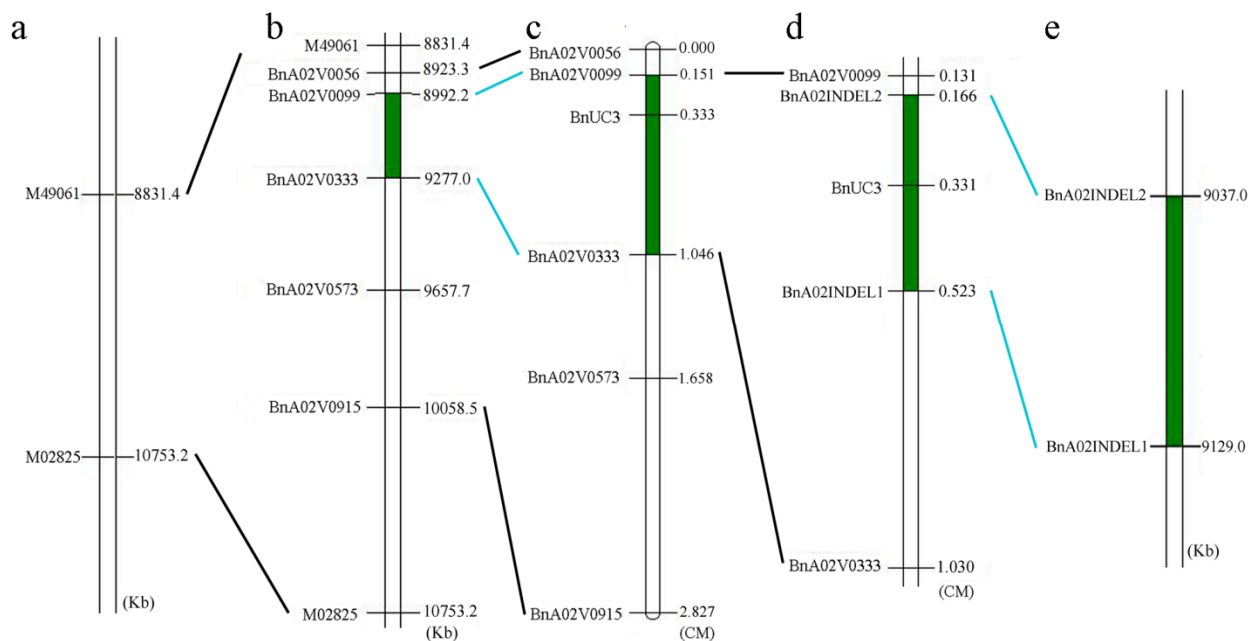 a
M49061 8831.4
M02825 10753.2
(Kb)
b
M49061 8831.4
BnA02V0056 8923.3
BnA02V0099 8992.2
BnA02V0333 9277.0
BnA02V0573 9657.7
BnA02V0915 10058.5
M02825 10753.2
(Kb)
c
BnA02V0056 0.000
BnA02V0099 0.151
BnUC3 0.333
BnA02V0333 1.046
BnA02V0573 1.658
BnA02V0915 2.827
(CM)
d
BnA02V0099 0.131
BnA02INDEL2 0.166
BnUC3 0.331
BnA02INDEL1 0.523
BnA02V0333 1.030
(CM)
e
BnA02INDEL2 9037.0
BnA02INDEL1 9129.0
(Kb)